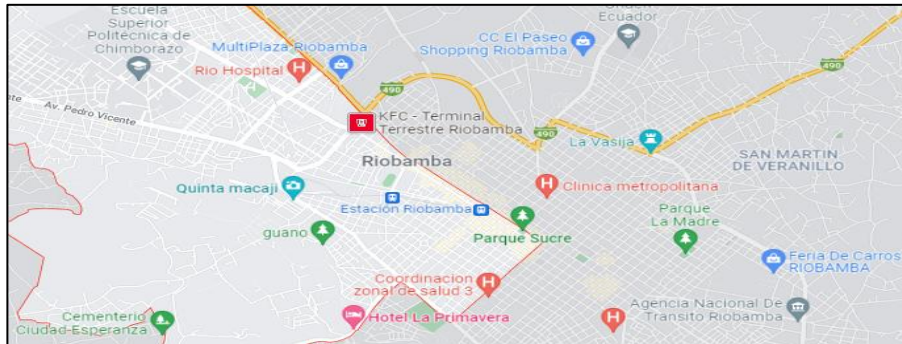 Escuela
Superior
Politécnica de
Chimborazo
MultiPlaza Riobamba
Rio Hospital
CC El Paseo
Shopping Riobamba
Ecuador
490
490
490
490
Av. Pedro Vicente
KFC - Terminal
Terrestre Riobamba
La Vasija
Riobamba
SAN MARTIN
DE VERANILLO
Quinta macaji
Clinica metropolitana
Estación Riobamba
guano
Parque Sucre
Parque
La Madre
Feria De Carros
RIOBAMBA
Coordinacion
zonal de salud 3
Hotel La Primavera
Cementerio
Ciudad-Esperanza
Agencia Nacional De
Transito Riobamba